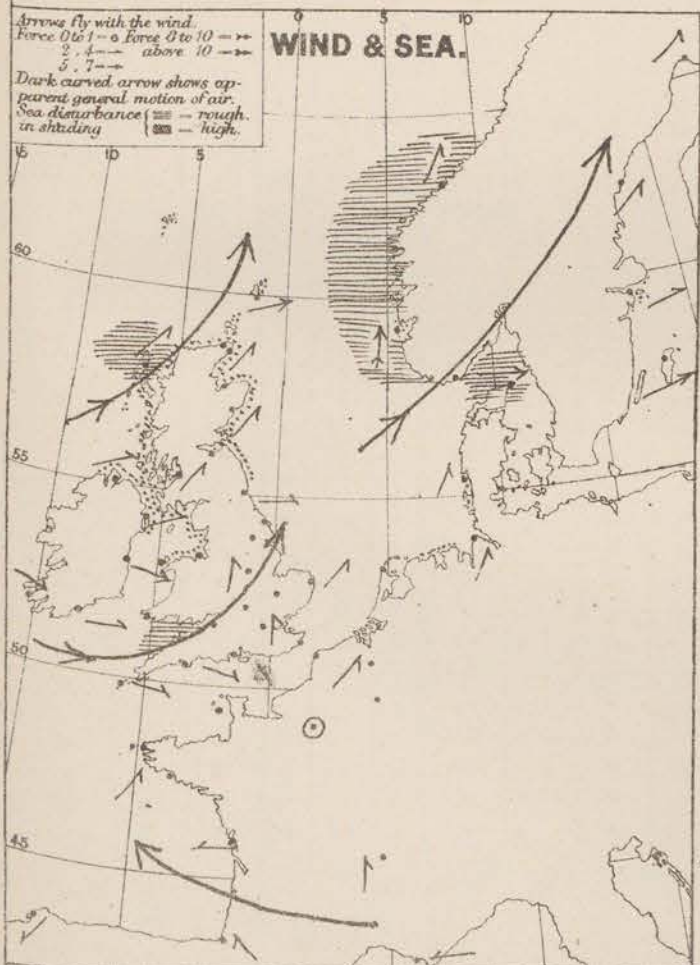 Arrows fly with the wind.
Force 0 to 1 — Force 8 to 10 —
2 . 4 — above 10 —
5 . 7 —
Dark curved arrow shows ap-
parent general motion of air.
Sea disturbance { — rough.
in shading { — high.
WIND & SEA.
0 5 10
15 10 5
60
55
50
45